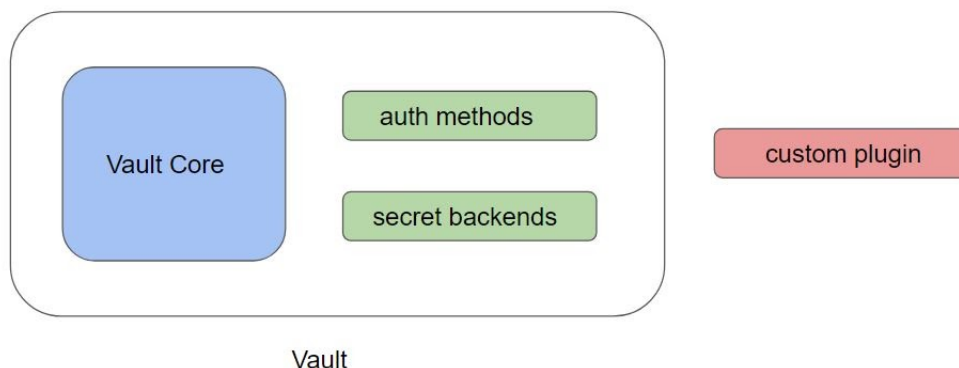 auth methods
Vault Core
custom plugin
secret backends
Vault